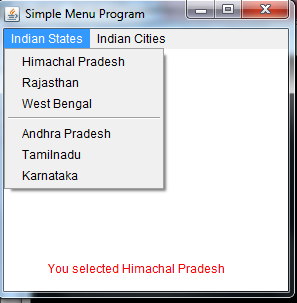 Simple Menu Program
Indian States Indian Cities
Himachal Pradesh
Rajasthan
West Bengal
Andhra Pradesh
Tamilnadu
Karnataka
You selected Himachal Pradesh